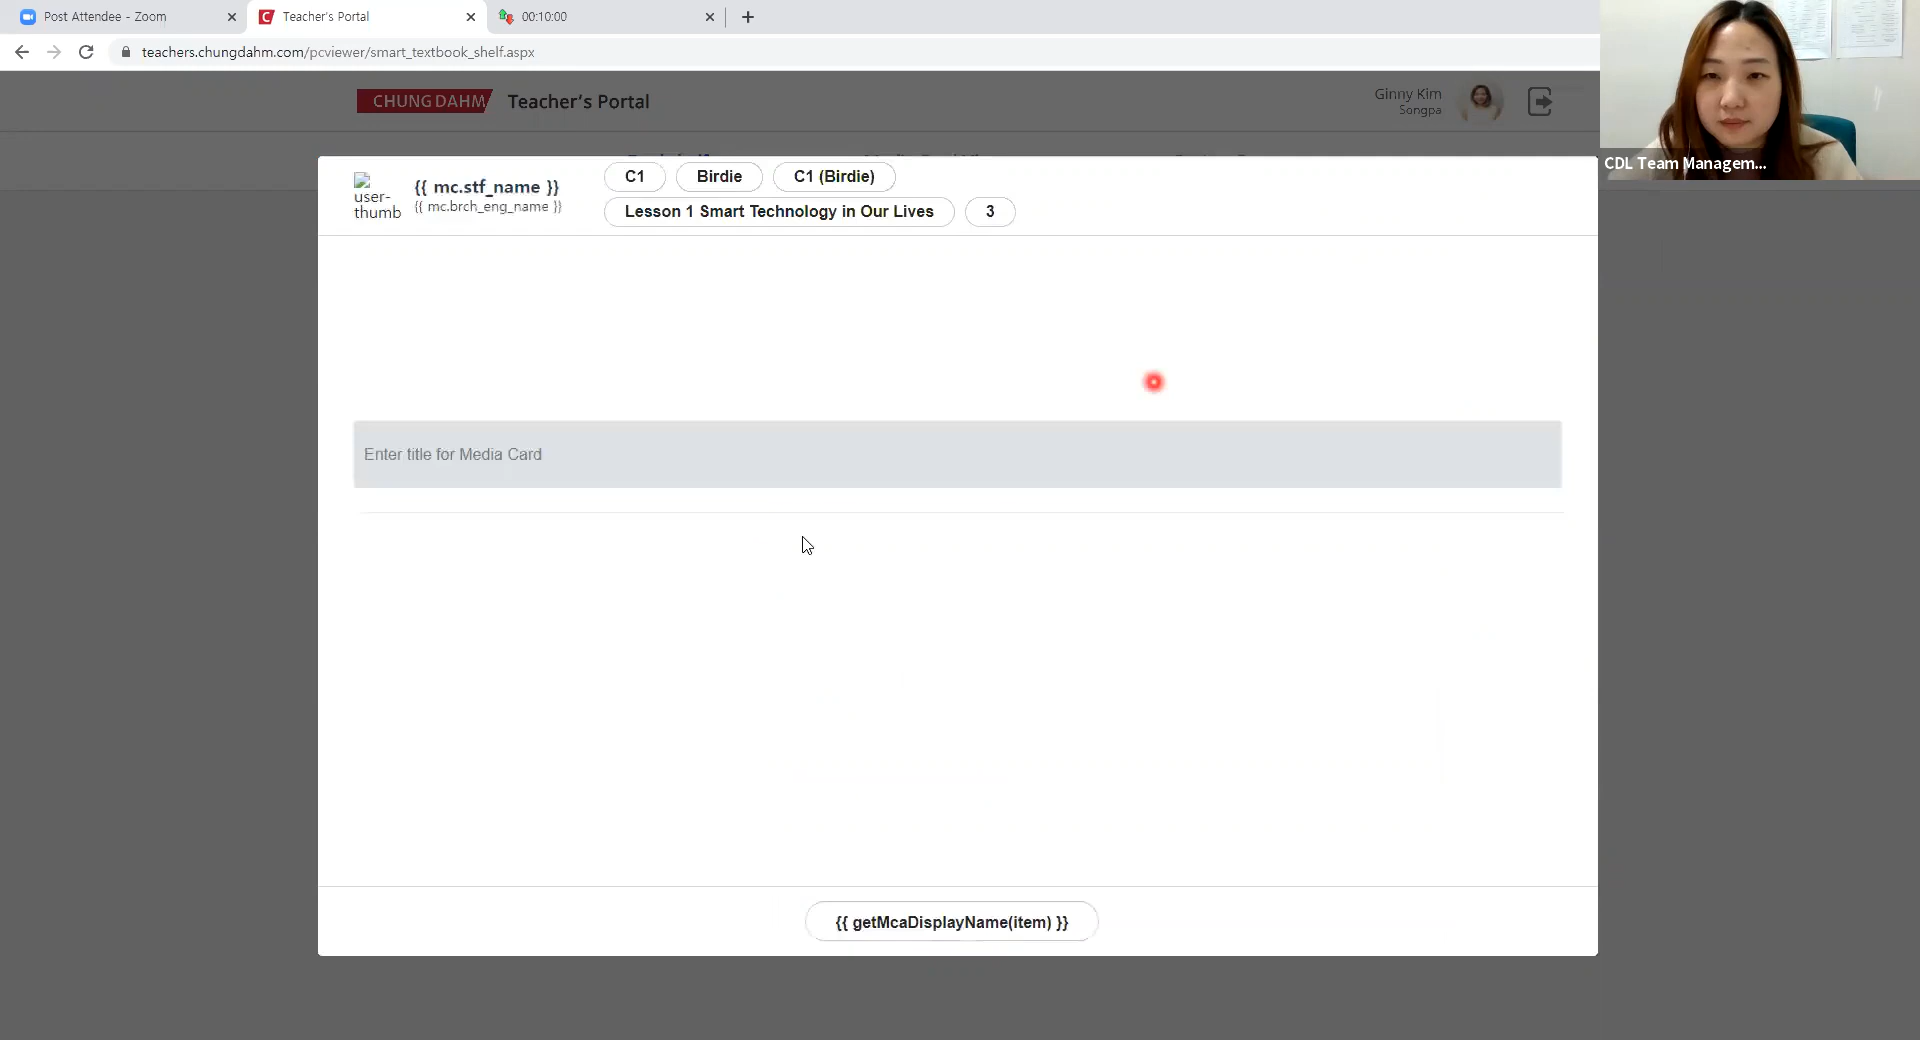 Post Attendee - Zoom
Teacher's Portal
00:10:00
teachers.chungdahm.com/pcviewer/smart_textbook_shelf.aspx
CHUNGDAHM Teacher's Portal
Ginny Kim
Songpa
CDL Team Managem...
user-
thumb
{{ mc.stf_name }}
{{ mc.brch_eng_name }}
C1
Birdie
C1 (Birdie)
Lesson 1 Smart Technology in Our Lives
3
Enter title for Media Card
{{ getMcaDisplayName(item) }}